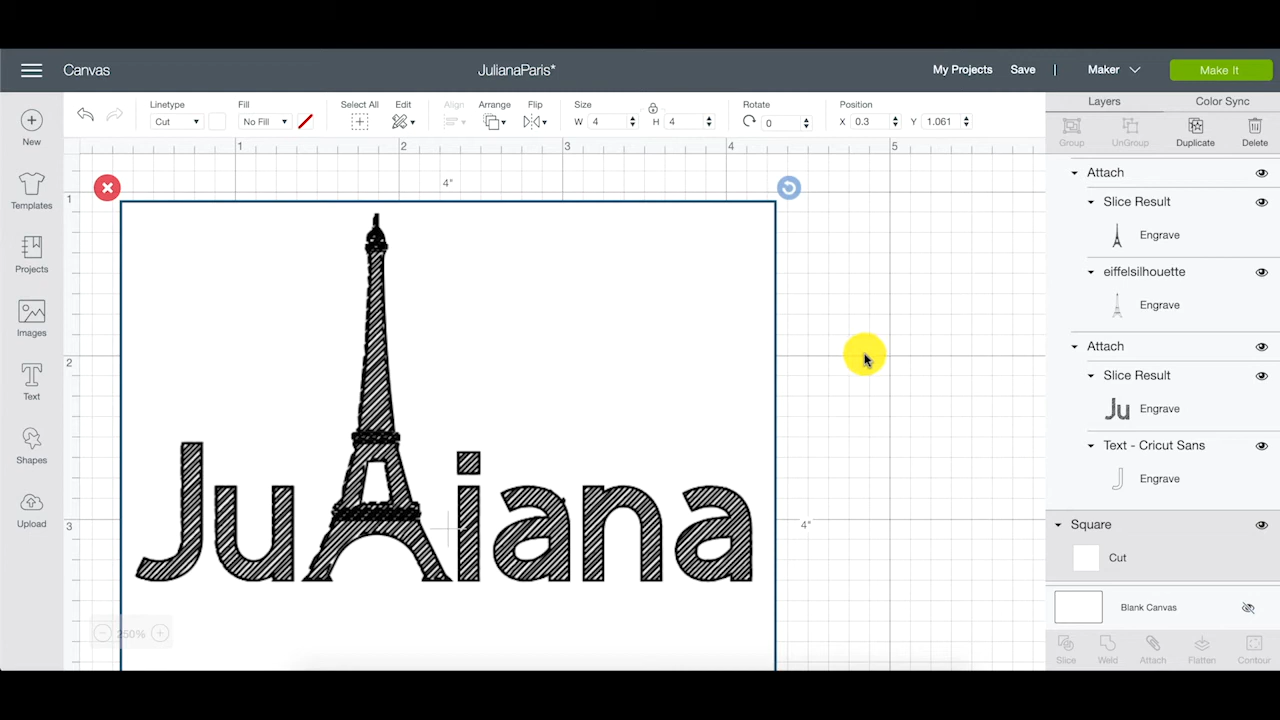 Canvas
JulianaParis*
My Projects
Save
|
Maker
Make It
Linetype
Fill
Select All
Edit
Align
Arrange
Flip
Size
Rotate
Position
Cut
No Fill
W 4
H 4
0
X 0.3
Y 1.061
Layers
Color Sync
Group
UnGroup
Duplicate
Delete
New
Templates
Projects
Images
Text
Shapes
Upload
1
2
3
4
5
1
2
3
4"
4"
Ju iana
250%
Attach
Slice Result
Engrave
eiffelsilhouette
Engrave
Attach
Slice Result
Ju
Engrave
Text - Cricut Sans
J
Engrave
Square
Cut
Blank Canvas
Slice
Weld
Attach
Flatten
Contour